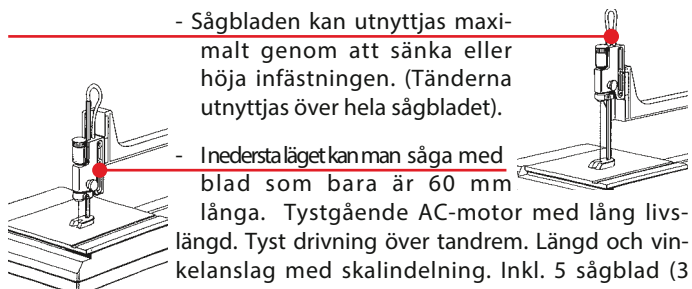 - Sågbladen kan utnyttjas maxi-
malt genom att sänka eller
höja infästningen. (Tänderna
utnyttjas över hela sågbladet).
- I nedersta läget kan man såga med
blad som bara är 60 mm
långa. Tystgående AC-motor med lång livs-
längd. Tyst drivning över tandrem. Längd och vin-
kelanslag med skalindelning. Inkl. 5 sågblad (3